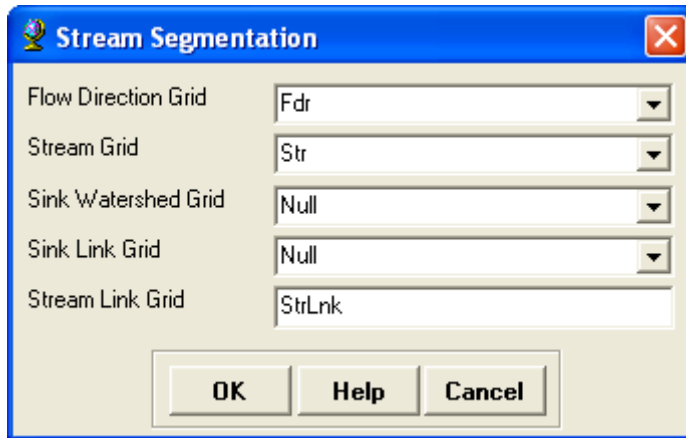 Stream Segmentation
Flow Direction Grid Fdr
Stream Grid Str
Sink Watershed Grid Null
Sink Link Grid Null
Stream Link Grid StrLnk
OK Help Cancel